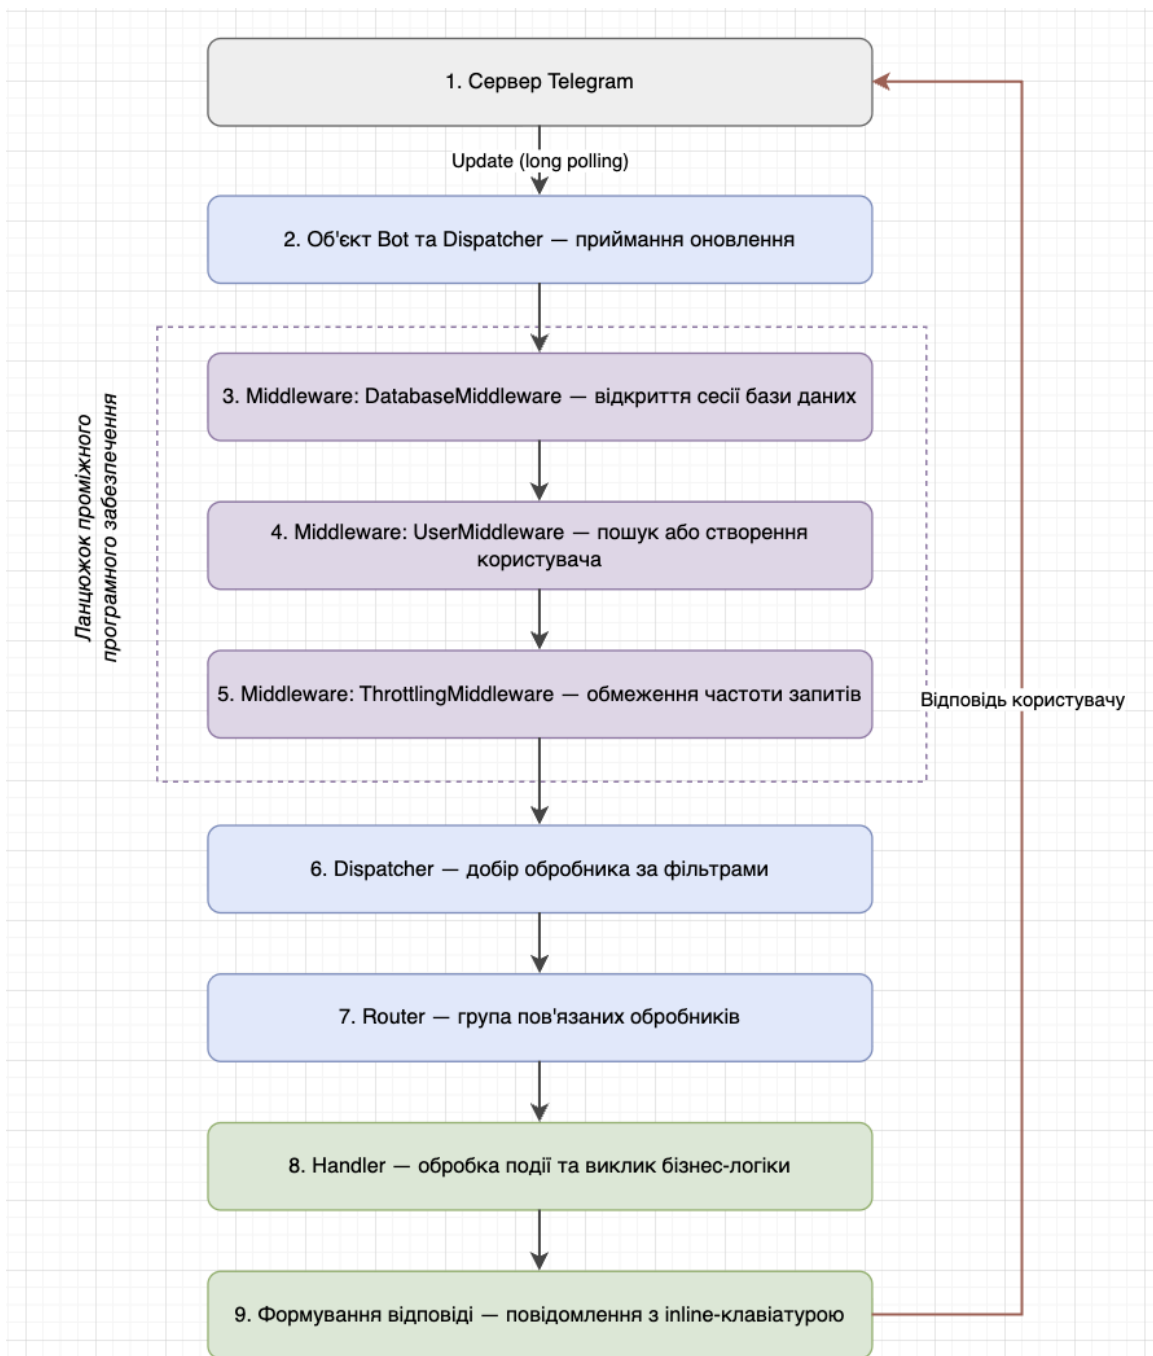 1. Сервер Telegram
Update (long polling)
2. Об'єкт Bot та Dispatcher — приймання оновлення
Ланцюжок проміжного
програмного забезпечення
3. Middleware: DatabaseMiddleware — відкриття сесії бази даних
4. Middleware: UserMiddleware — пошук або створення
користувача
5. Middleware: ThrottlingMiddleware — обмеження частоти запитів
Відповідь користувачу
6. Dispatcher — добір обробника за фільтрами
7. Router — група пов'язаних обробників
8. Handler — обробка події та виклик бізнес-логіки
9. Формування відповіді — повідомлення з inline-клавіатурою